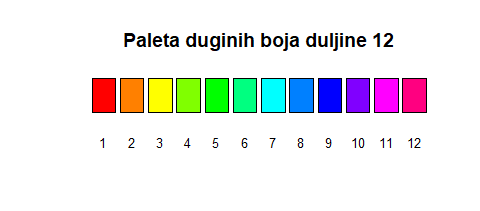 Paleta duginih boja duljine 12
1 2 3 4 5 6 7 8 9 10 11 12